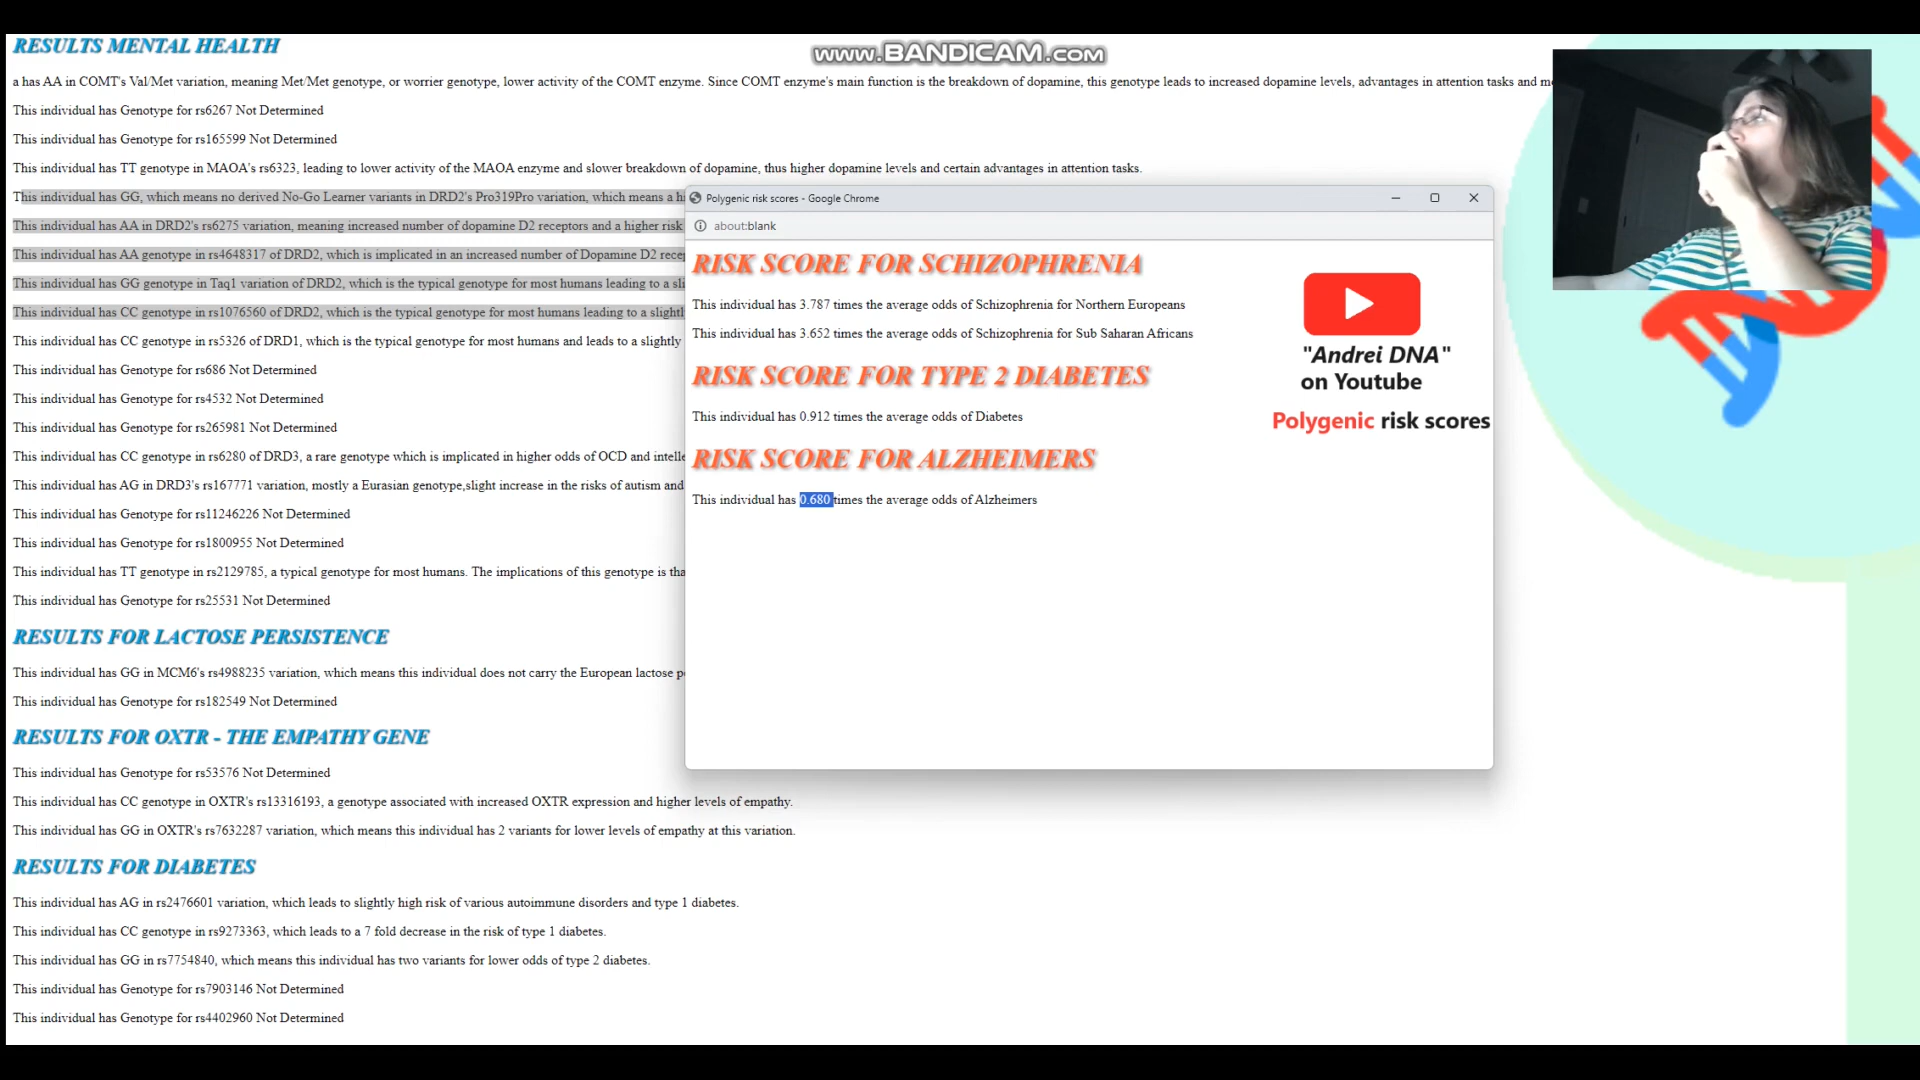 RESULTS MENTAL HEALTH
www.BANDICAM.com
a has AA in COMT's Val/Met variation, meaning Met/Met genotype, or worrier genotype, lower activity of the COMT enzyme. Since COMT enzyme's main function is the breakdown of dopamine, this genotype leads to increased dopamine levels, advantages in attention tasks and
This individual has Genotype for rs6267 Not Determined
This individual has Genotype for rs165599 Not Determined
This individual has TT genotype in MAOA's rs6323, leading to lower activity of the MAOA enzyme and slower breakdown of dopamine, thus higher dopamine levels and certain advantages in attention tasks.
This individual has GG, which means no derived No-Go Learner variants in DRD2's Pro319Pro variation, which means a
This individual has AA in DRD2's rs6275 variation, meaning increased number of dopamine D2 receptors and a higher risk
This individual has AA genotype in rs4648317 of DRD2, which is implicated in an increased number of Dopamine D2
This individual has GG genotype in Taq1 variation of DRD2, which is the typical genotype for most humans leading to a
This individual has CC genotype in rs1076560 of DRD2, which is the typical genotype for most humans leading to a
This individual has CC genotype in rs5326 of DRD1, which is the typical genotype for most humans and leads to a slightly
This individual has Genotype for rs686 Not Determined
This individual has Genotype for rs4532 Not Determined
This individual has Genotype for rs265981 Not Determined
This individual has CC genotype in rs6280 of DRD3, a rare genotype which is implicated in higher odds of OCD and
This individual has AG in DRD3's rs167771 variation, mostly a Eurasian genotype,slight increase in the risks of autism and
This individual has Genotype for rs11246226 Not Determined
This individual has Genotype for rs1800955 Not Determined
This individual has TT genotype in rs2129785, a typical genotype for most humans. The implications of this genotype is
This individual has Genotype for rs25531 Not Determined
RESULTS FOR LACTOSE PERSISTENCE
This individual has GG in MCM6's rs4988235 variation, which means this individual does not carry the European lactose
This individual has Genotype for rs182549 Not Determined
RESULTS FOR OXTR - THE EMPATHY GENE
This individual has Genotype for rs53576 Not Determined
This individual has CC genotype in OXTR's rs13316193, a genotype associated with increased OXTR expression and higher levels of empathy.
This individual has GG in OXTR's rs7632287 variation, which means this individual has 2 variants for lower levels of empathy at this variation.
RESULTS FOR DIABETES
This individual has AG in rs2476601 variation, which leads to slightly high risk of various autoimmune disorders and type 1 diabetes.
This individual has CC genotype in rs9273363, which leads to a 7 fold decrease in the risk of type 1 diabetes.
This individual has GG in rs7754840, which means this individual has two variants for lower odds of type 2 diabetes.
This individual has Genotype for rs7903146 Not Determined
This individual has Genotype for rs4402960 Not Determined
Polygenic risk scores - Google Chrome
about:blank
RISK SCORE FOR SCHIZOPHRENIA
This individual has 3.787 times the average odds of Schizophrenia for Northern Europeans
This individual has 3.652 times the average odds of Schizophrenia for Sub Saharan Africans
RISK SCORE FOR TYPE 2 DIABETES
This individual has 0.912 times the average odds of Diabetes
RISK SCORE FOR ALZHEIMERS
This individual has 0.680 times the average odds of Alzheimers
"Andrei DNA"
on Youtube
Polygenic risk scores